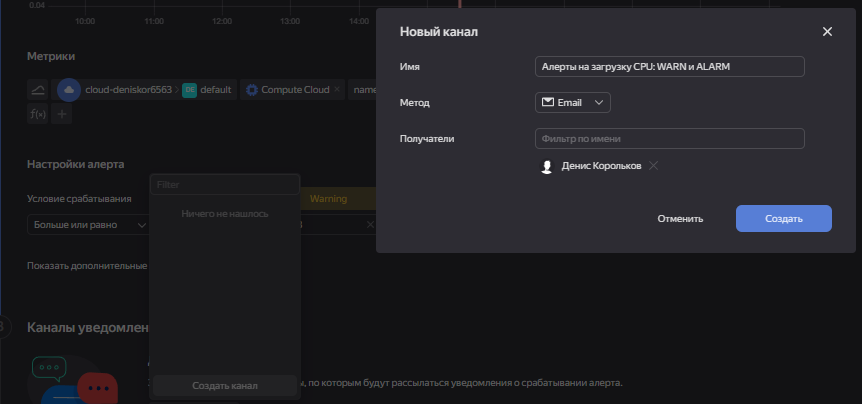 0.04
10:00 11:00 12:00 13:00 14:00
Метрики
cloud-deniskor6563 > DE default Compute Cloud × name
f(x) +
Настройки алерта
Условие срабатывания
Больше или равно
Показать дополнительные
Каналы уведомлен
ы, по которым будут рассылаться уведомления о срабатывании алерта.
Filter
Ничего не нашлось
Создать канал
Warning
Новый канал
Имя
Алерты на загрузку CPU: WARN и ALARM
Метод
Email
Получатели
Фильтр по имени
Денис Корольков
Отменить
Создать